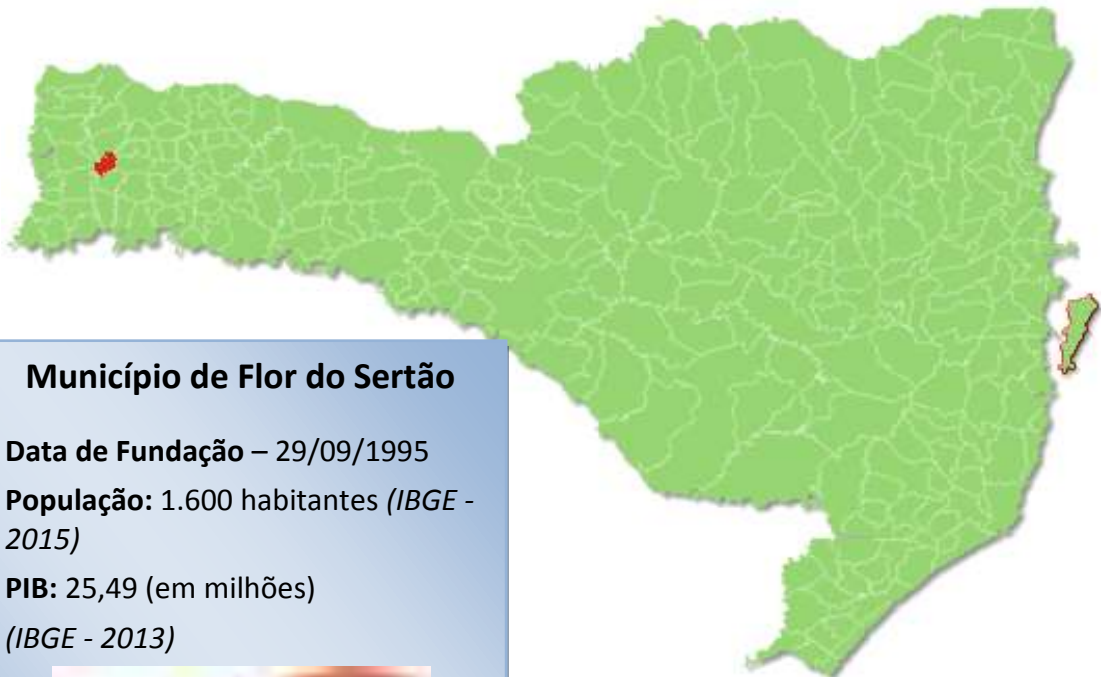 Município de Flor do Sertão
Data de Fundação – 29/09/1995
População: 1.600 habitantes (IBGE -
2015)
PIB: 25,49 (em milhões)
(IBGE - 2013)